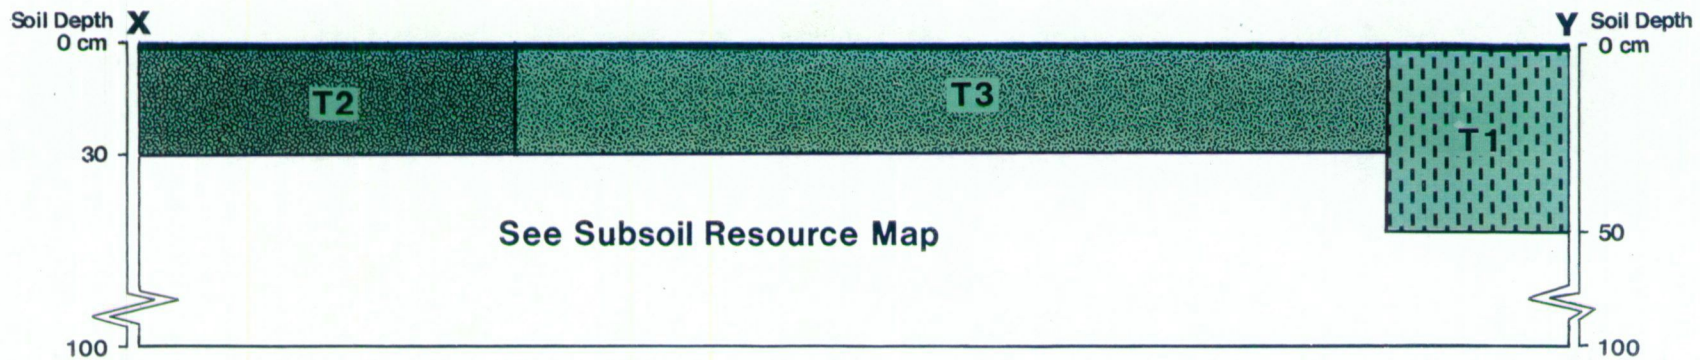 Soil Depth X
Y Soil Depth
0 cm
0 cm
T2
T3
T1
30
See Subsoil Resource Map
50
100
100